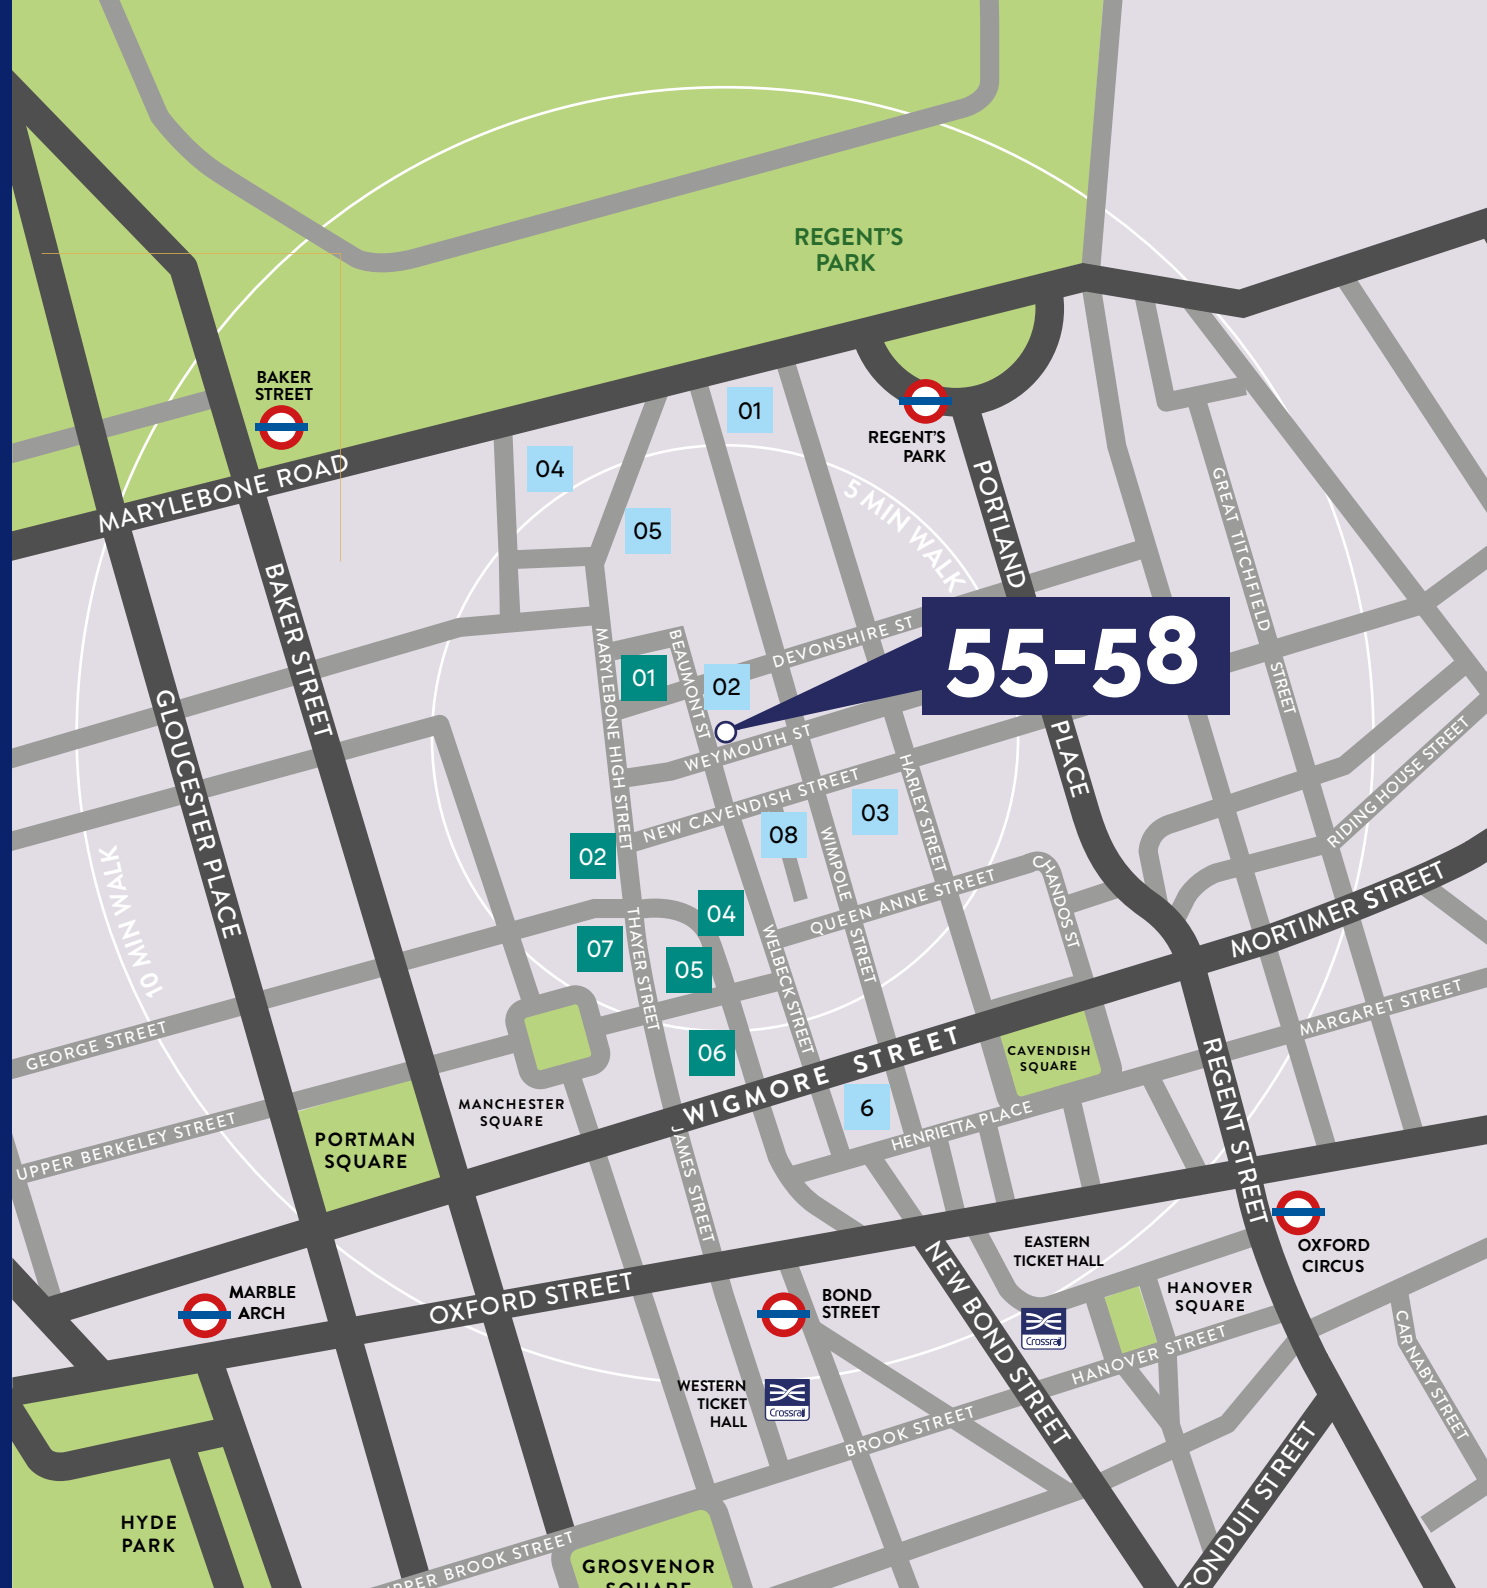 REGENT'S
PARK
BAKER
STREET
01
REGENT'S
PARK
04
MARYLEBONE ROAD
05
5 MIN WALK
PORTLAND
GREAT TITCHFIELD
STREET
BAKER STREET
55-58
DEVONSHIRE ST
MARYLEBONE HIGH STREET
BEAUMONT ST
01
02
WEYMOUTH ST
GLOUCESTER PLACE
PLACE
RIDING HOUSE STREET
NEW CAVENDISH STREET
HARLEY STREET
03
08
WIMPOLE
STREET
02
10 MIN WALK
QUEEN ANNE STREET
CHANDOS ST
MORTIMER STREET
04
THAYER STREET
07
05
WELBECK STREET
MARGARET STREET
GEORGE STREET
06
WIGMORE STREET
CAVENDISH
SQUARE
REGENT STREET
MANCHESTER
SQUARE
6
HENRIETTA PLACE
UPPER BERKELEY STREET
PORTMAN
SQUARE
JAMES STREET
EASTERN
TICKET HALL
OXFORD
CIRCUS
MARBLE
ARCH
OXFORD STREET
BOND
STREET
NEW BOND STREET
HANOVER
SQUARE
Crossrail
HANOVER STREET
CARNABY STREET
WESTERN
TICKET
HALL
Crossrail
BROOK STREET
HYDE
PARK
UPPER BROOK STREET
GROSVENOR
SQUARE
CONDUIT STREET